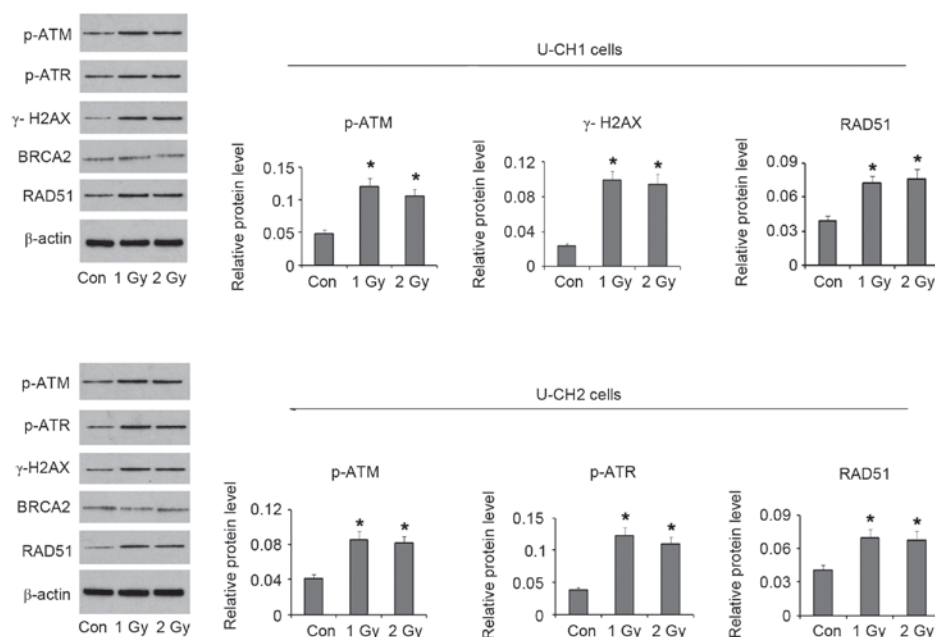 p-ATM
p-ATR
γ- H2AX
BRCA2
RAD51
β-actin
Con 1 Gy 2 Gy
U-CH1 cells
p-ATM
Relative protein level
0.15
0.1
0.05
0
* *
Con 1 Gy 2 Gy
γ- H2AX
Relative protein level
0.12
0.08
0.04
0
* *
Con 1 Gy 2 Gy
RAD51
Relative protein level
0.09
0.06
0.03
0
* *
Con 1 Gy 2 Gy
p-ATM
p-ATR
γ-H2AX
BRCA2
RAD51
β-actin
Con 1 Gy 2 Gy
U-CH2 cells
p-ATM
Relative protein level
0.12
0.08
0.04
0
* *
Con 1 Gy 2 Gy
p-ATR
Relative protein level
0.15
0.1
0.05
0
* *
Con 1 Gy 2 Gy
RAD51
Relative protein level
0.09
0.06
0.03
0
* *
Con 1 Gy 2 Gy